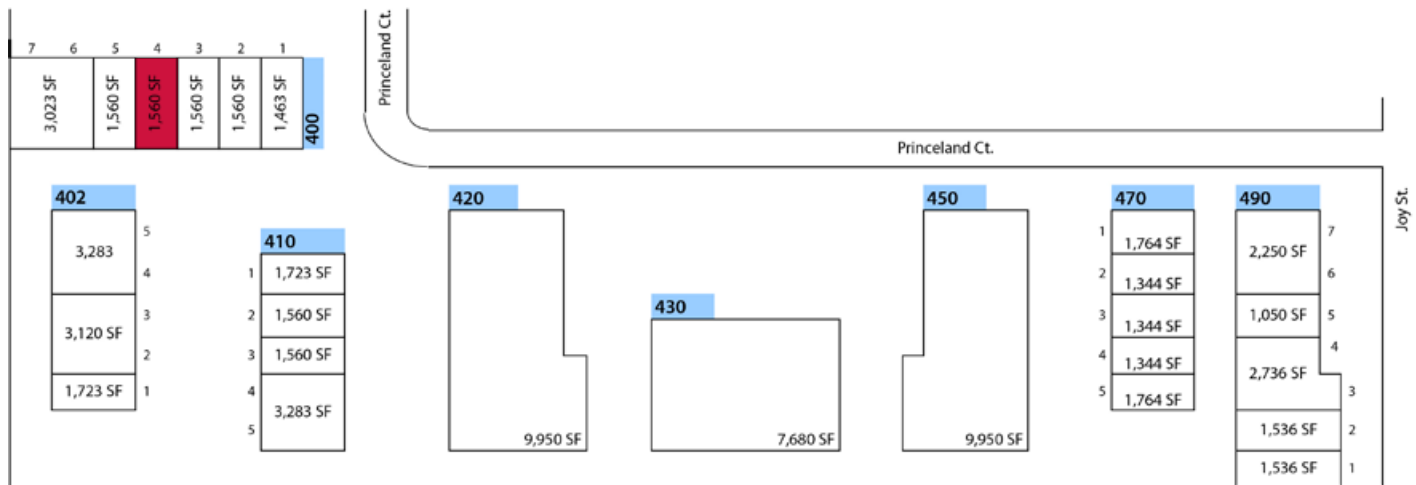 Princeland Ct.
7 6 5 4 3 2 1
3,023 SF
1,560 SF
1,560 SF
1,560 SF
1,560 SF
1,463 SF
400
Princeland Ct.
Joy St.
402
5
3,283
4
3
3,120 SF
2
1,723 SF 1
410
1 1,723 SF
2 1,560 SF
3 1,560 SF
4
3,283 SF
5
420
9,950 SF
430
7,680 SF
450
9,950 SF
470
1 1,764 SF
2 1,344 SF
3 1,344 SF
4 1,344 SF
5 1,764 SF
490
7
2,250 SF
6
1,050 SF 5
4
2,736 SF
3
1,536 SF 2
1,536 SF 1